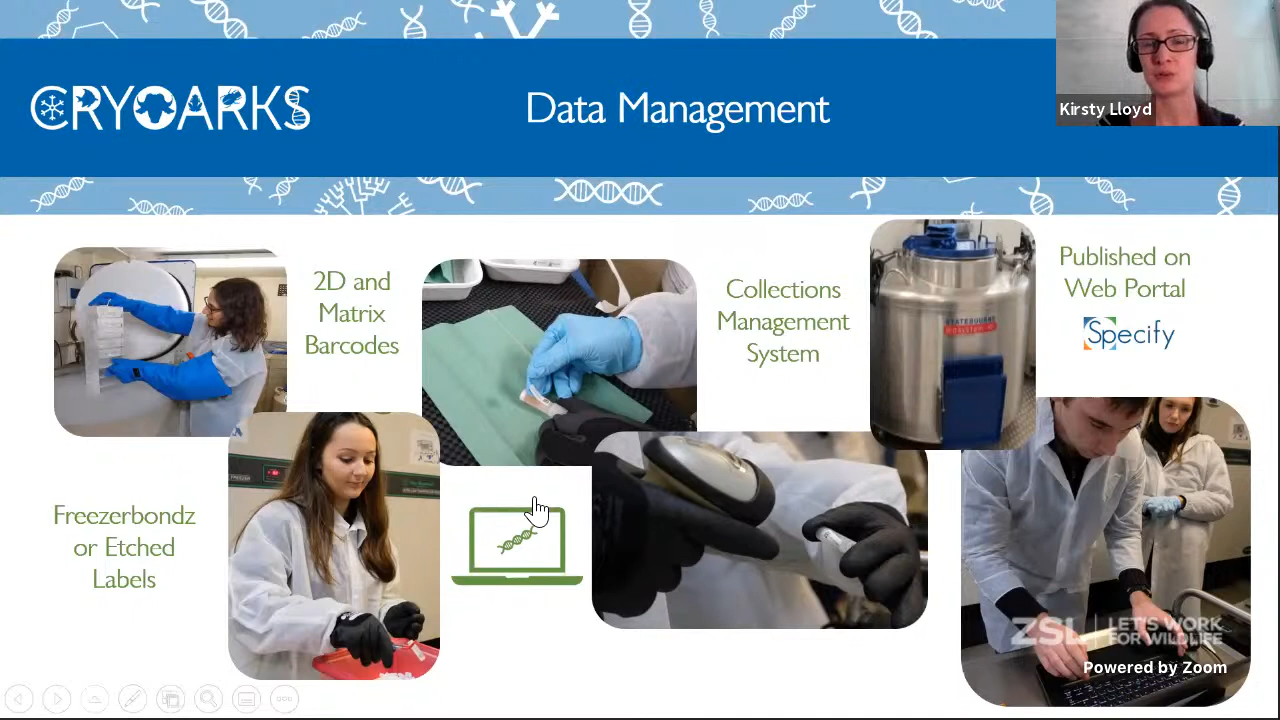 CRYOARKS
Data Management
Kirsty Lloyd
2D and
Matrix
Barcodes
Collections
Management
System
STATEBOURNE
Published on
Web Portal
Specify
Freezerbondz
or Etched
Labels
ZSL
LET'S WORK
FOR WILDLIFE
Powered by Zoom